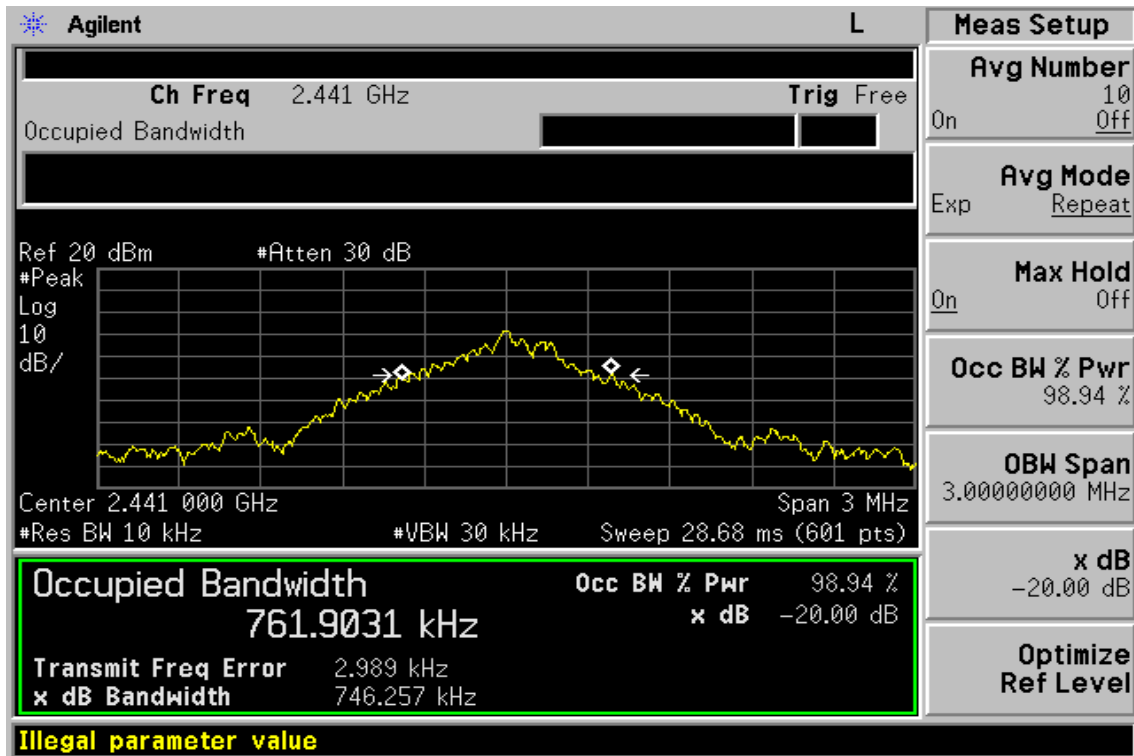 Agilent L
Ch Freq 2.441 GHz Trig Free
Occupied Bandwidth
Ref 20 dBm #Atten 30 dB
#Peak
Log
10
dB/
Center 2.441 000 GHz Span 3 MHz
#Res BW 10 kHz #VBW 30 kHz Sweep 28.68 ms (601 pts)
Occupied Bandwidth Occ BW % Pwr 98.94 %
761.9031 kHz x dB -20.00 dB
Transmit Freq Error 2.989 kHz
x dB Bandwidth 746.257 kHz
Illegal parameter value
Meas Setup
Avg Number
10
On Off
Avg Mode
Exp Repeat
Max Hold
On Off
Occ BW % Pwr
98.94 %
OBW Span
3.00000000 MHz
x dB
-20.00 dB
Optimize
Ref Level